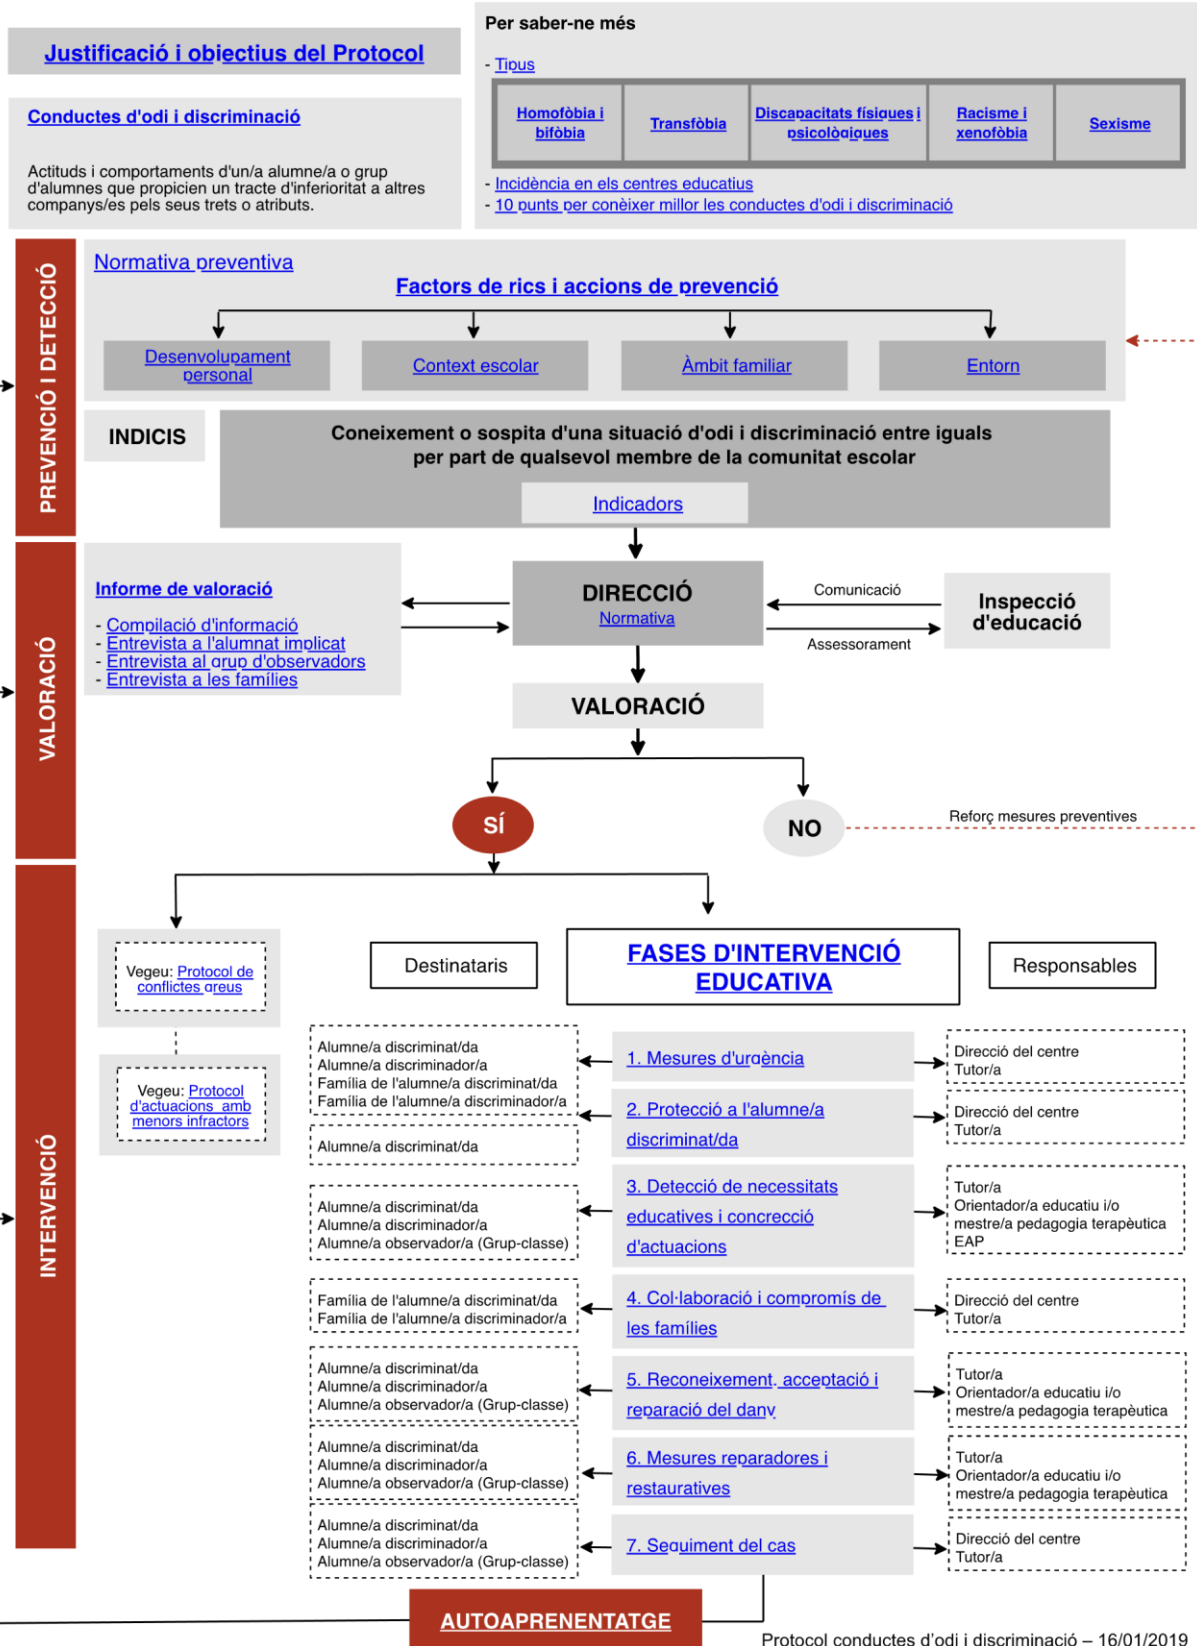 Justificació i objectius del Protocol
Conductes d'odi i discriminació
Actituds i comportaments d'un/a alumne/a o grup
d'alumnes que propicien un tracte d'inferioritat a altres
companys/es pels seus trets o atributs.
Per saber-ne més
- Tipus
Homofòbia i
bifòbia
Transfòbia
Discapacitats físiques i
psicològiques
Racisme i
xenofòbia
Sexisme
- Incidència en els centres educatius
- 10 punts per conèixer millor les conductes d'odi i discriminació
PREVENCIÓ I DETECCIÓ
Normativa preventiva
Factors de rics i accions de prevenció
Desenvolupament
personal
Context escolar
Àmbit familiar
Entorn
INDICIS
Coneixement o sospita d'una situació d'odi i discriminació entre iguals
per part de qualsevol membre de la comunitat escolar
Indicadors
VALORACIÓ
Informe de valoració
- Compilació d'informació
- Entrevista a l'alumnat implicat
- Entrevista al grup d'observadors
- Entrevista a les famílies
DIRECCIÓ
Normativa
Comunicació
Assessorament
Inspecció
d'educació
VALORACIÓ
SÍ
NO
Reforç mesures preventives
INTERVENCIÓ
Vegeu: Protocol de
conflictes greus
Vegeu: Protocol
d'actuacions amb
menors infractors
Destinataris
FASES D'INTERVENCIÓ
EDUCATIVA
Responsables
Alumne/a discriminat/da
Alumne/a discriminador/a
Família de l'alumne/a discriminat/da
Família de l'alumne/a discriminador/a
1. Mesures d'urgència
Direcció del centre
Tutor/a
Alumne/a discriminat/da
2. Protecció a l'alumne/a
discriminat/da
Direcció del centre
Tutor/a
Alumne/a discriminat/da
Alumne/a discriminador/a
Alumne/a observador/a (Grup-classe)
3. Detecció de necessitats
educatives i concrecció
d'actuacions
Tutor/a
Orientador/a educatiu i/o
mestre/a pedagogia terapèutica
EAP
Família de l'alumne/a discriminat/da
Família de l'alumne/a discriminador/a
4. Col·laboració i compromís de
les famílies
Direcció del centre
Tutor/a
Alumne/a discriminat/da
Alumne/a discriminador/a
Alumne/a observador/a (Grup-classe)
5. Reconeixement, acceptació i
reparació del dany
Tutor/a
Orientador/a educatiu i/o
mestre/a pedagogia terapèutica
Alumne/a discriminat/da
Alumne/a discriminador/a
Alumne/a observador/a (Grup-classe)
6. Mesures reparadores i
restauratives
Tutor/a
Orientador/a educatiu i/o
mestre/a pedagogia terapèutica
Alumne/a discriminat/da
Alumne/a discriminador/a
Alumne/a observador/a (Grup-classe)
7. Seguiment del cas
Direcció del centre
Tutor/a
AUTOAPRENENTATGE
Protocol conductes d'odi i discriminació – 16/01/2019